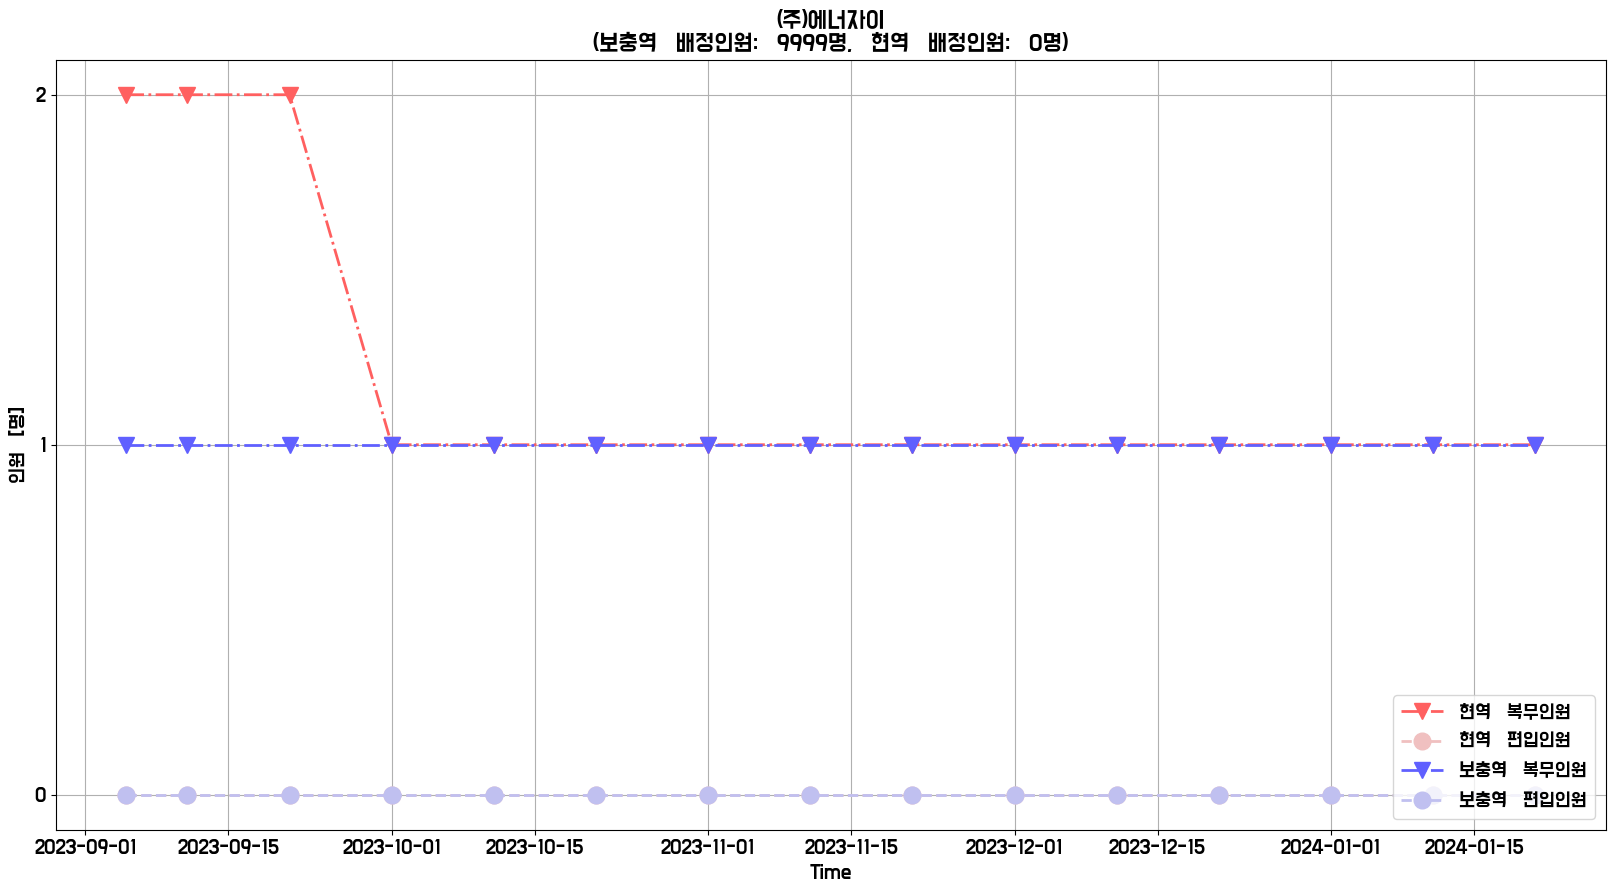 (주)에너자이
(보충역 배정인원: 9999명, 현역 배정인원: 0명)
인원 [명]
2
1
0
현역 복무인원
현역 편입인원
보충역 복무인원
보충역 편입인원
2023-09-01 2023-09-15 2023-10-01 2023-10-15 2023-11-01 2023-11-15 2023-12-01 2023-12-15 2024-01-01 2024-01-15
Time